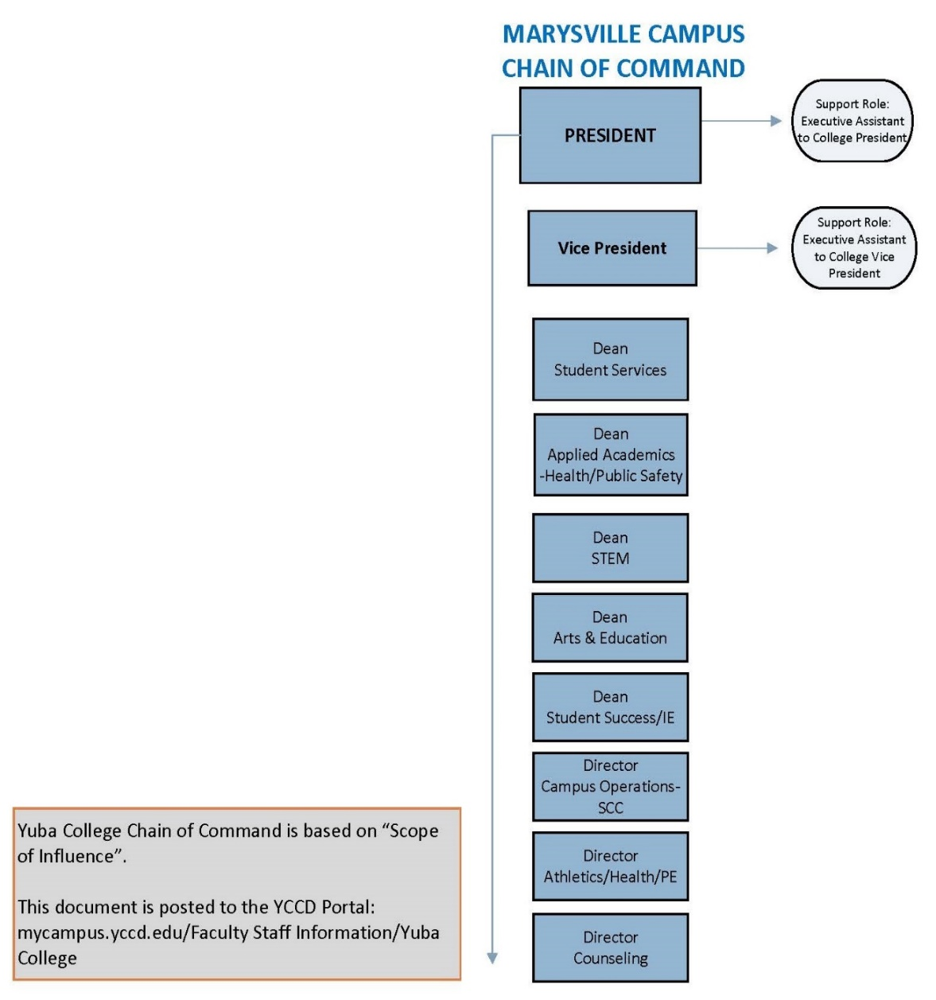 MARYSVILLE CAMPUS
CHAIN OF COMMAND
PRESIDENT
Support Role:
Executive Assistant
to College President
Vice President
Support Role:
Executive Assistant
to College Vice
President
Dean
Student Services
Dean
Applied Academics
-Health/Public Safety
Dean
STEM
Dean
Arts & Education
Dean
Student Success/IE
Director
Campus Operations-
SCC
Director
Athletics/Health/PE
Director
Counseling
Yuba College Chain of Command is based on “Scope
of Influence”.
This document is posted to the YCCD Portal:
mycampus.yccd.edu/Faculty Staff Information/Yuba
College